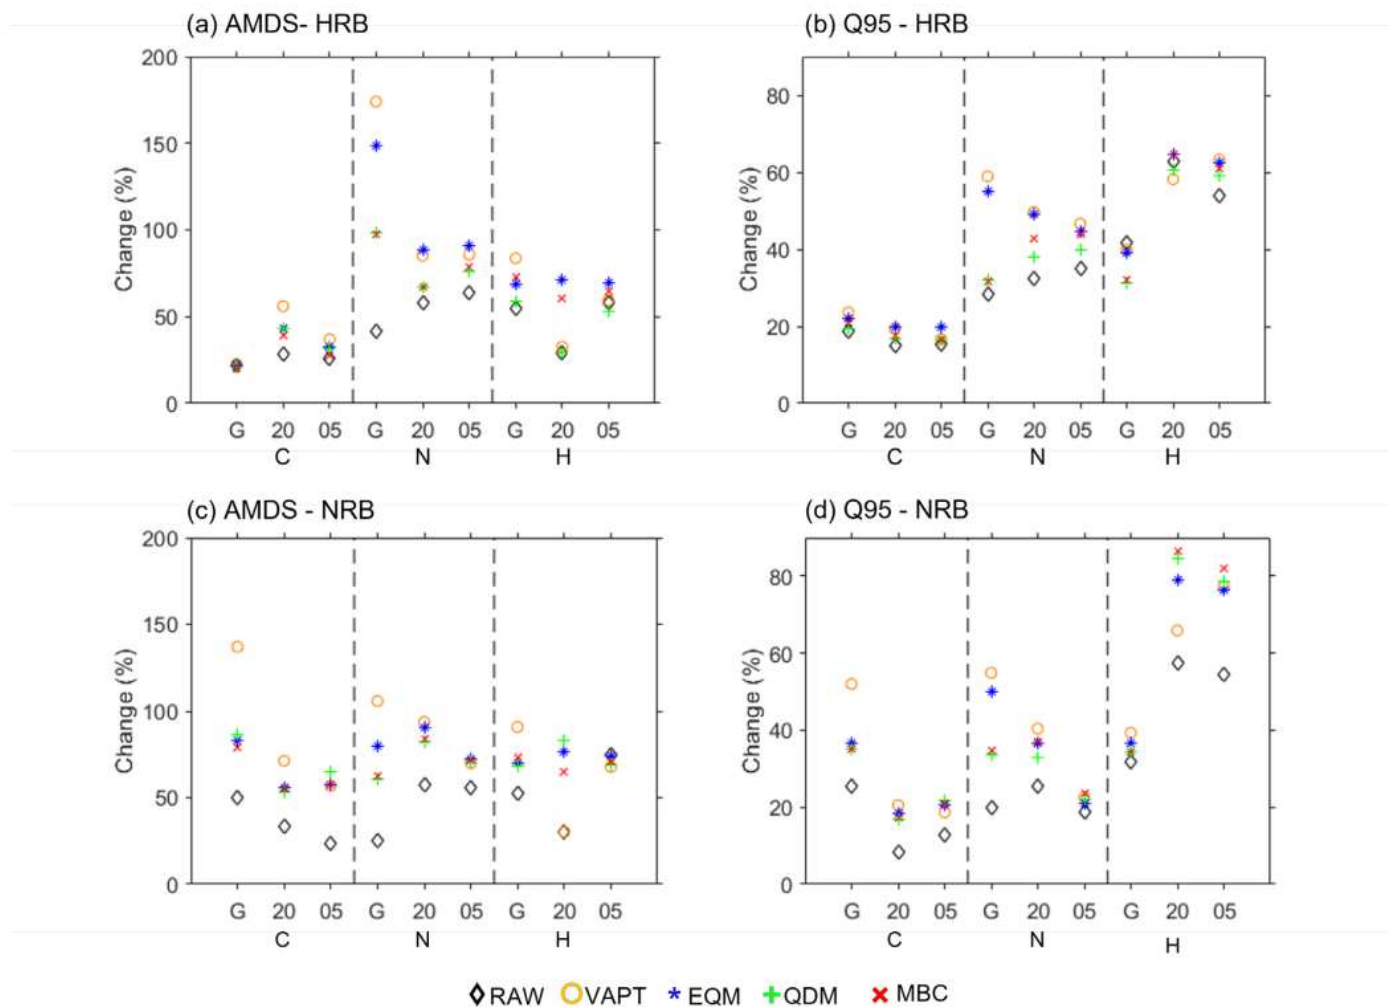 (a) AMDS- HRB
200
150
100
50
0
Change (%)
G 20 05 G 20 05 G 20 05
C N H
(b) Q95 - HRB
80
60
40
20
0
Change (%)
G 20 05 G 20 05 G 20 05
C N H
(c) AMDS - NRB
200
150
100
50
0
Change (%)
G 20 05 G 20 05 G 20 05
C N H
(d) Q95 - NRB
80
60
40
20
0
Change (%)
G 20 05 G 20 05 G 20 05
C N H
RAW VAPT EQM QDM MBC